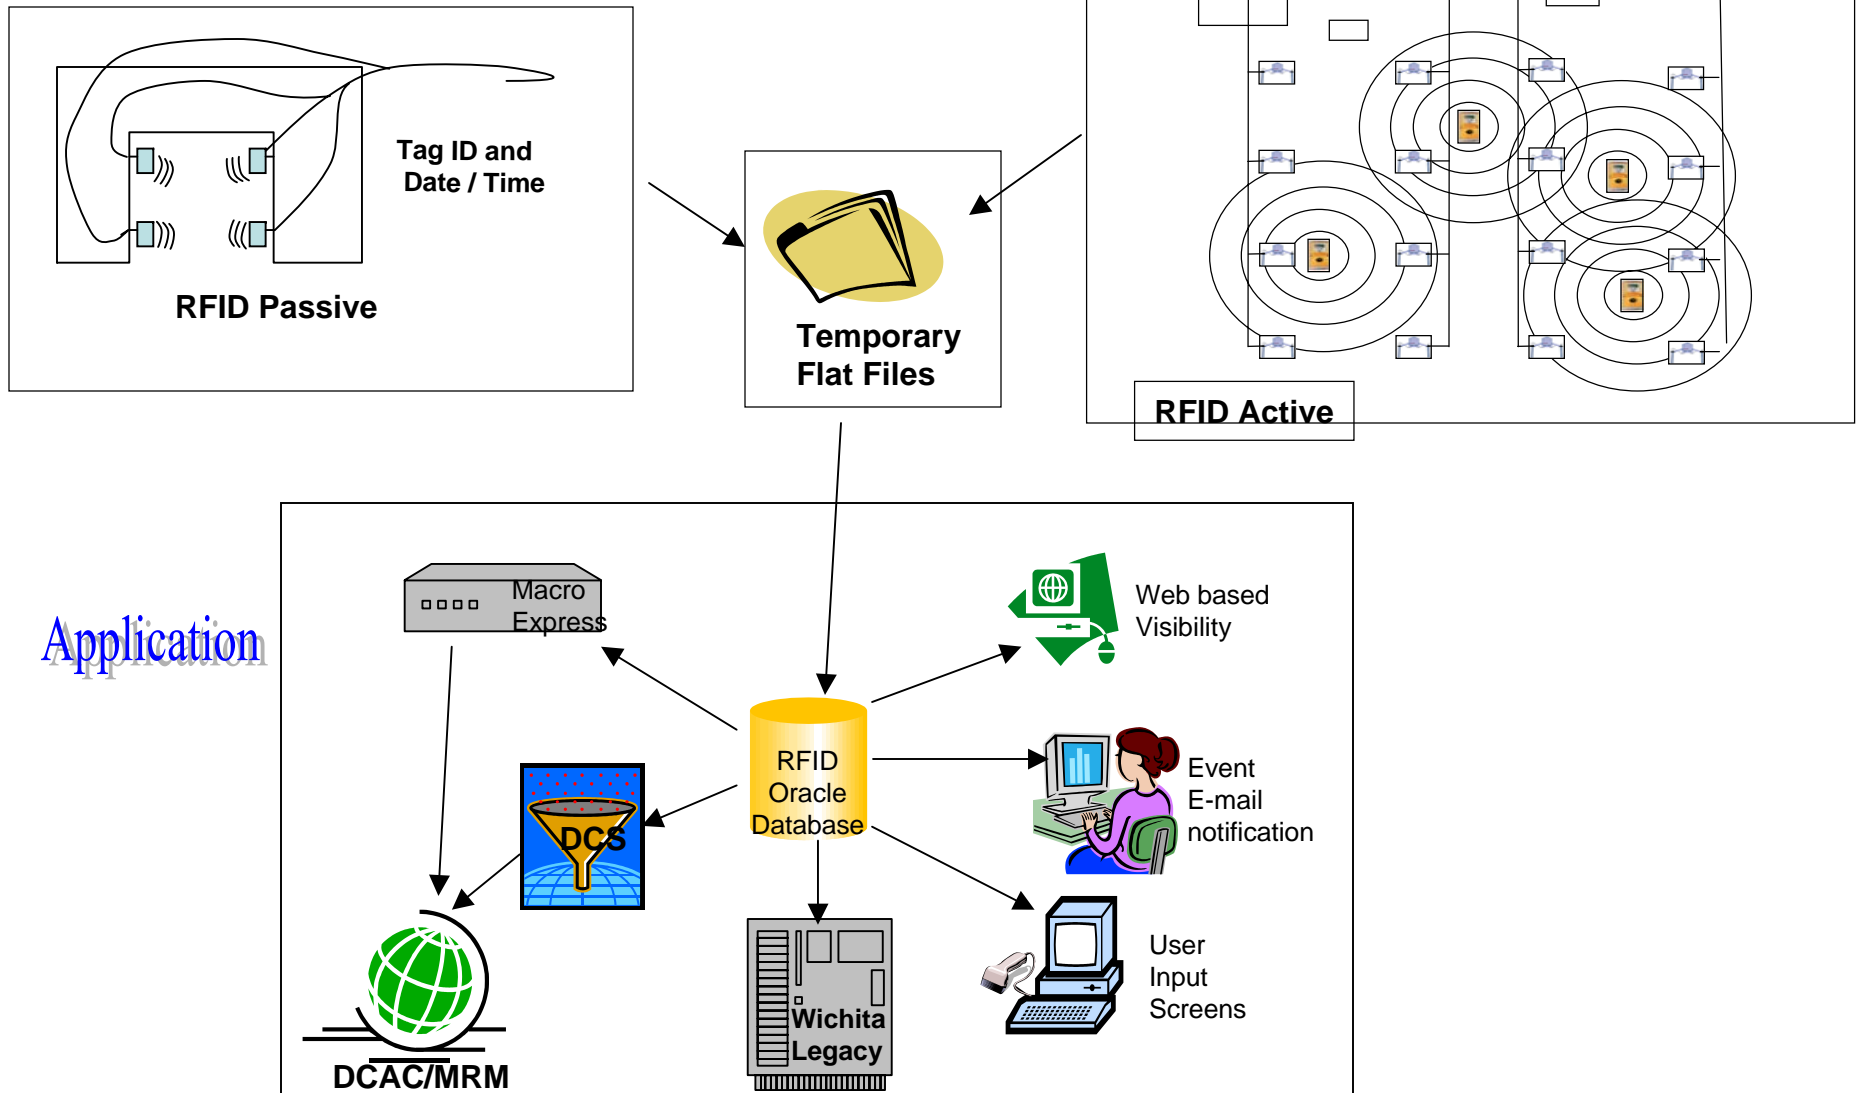 Tag ID and
Date / Time
RFID Passive
Temporary
Flat Files
RFID Active
Application
Macro
Express
Web based
Visibility
RFID
Oracle
Database
Event
E-mail
notification
DCS
User
Input
Screens
Wichita
Legacy
DCAC/MRM